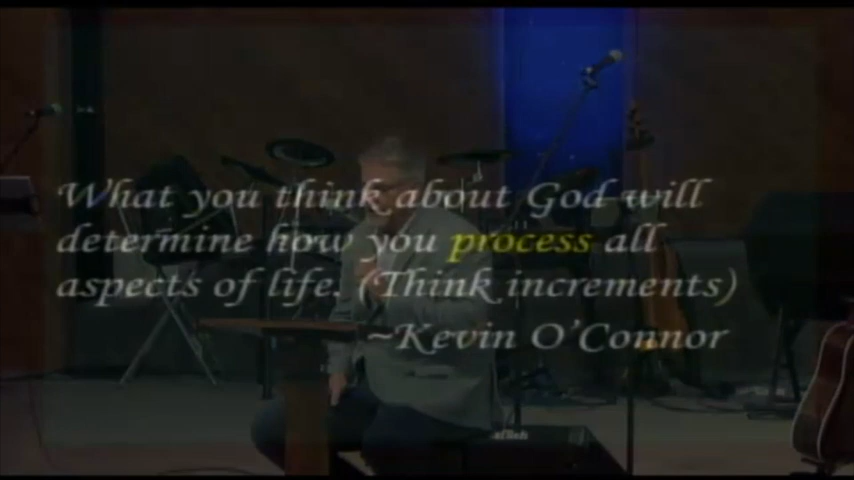 What you think about God will
determine how you process all
aspects of life. (Think increments)
~Kevin O'Connor